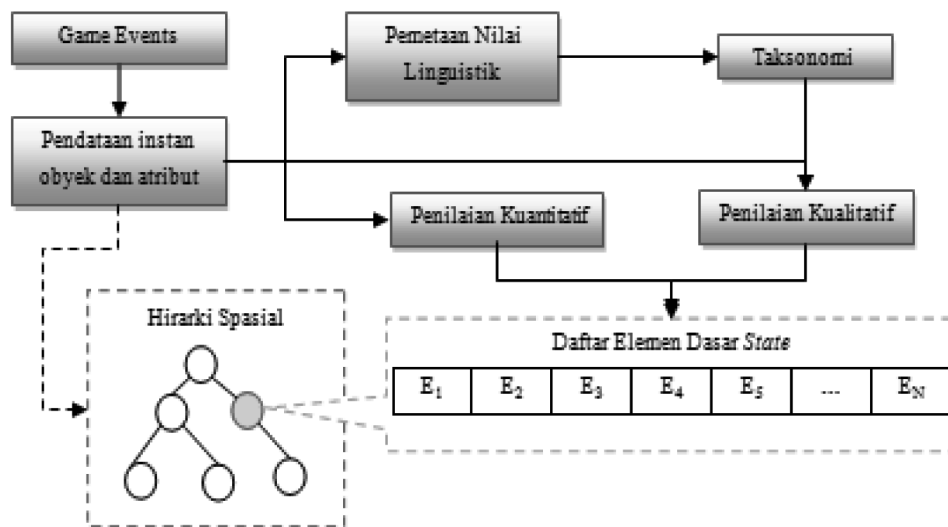 Game Events
Pemetaan Nilai
Linguistik
Taksonomi
Pendataan instan
obyek dan atribut
Penilaian Kuantitatif
Penilaian Kualitatif
Hirarki Spasial
Daftar Elemen Dasar State
E1 E2 E3 E4 E5 ... EN